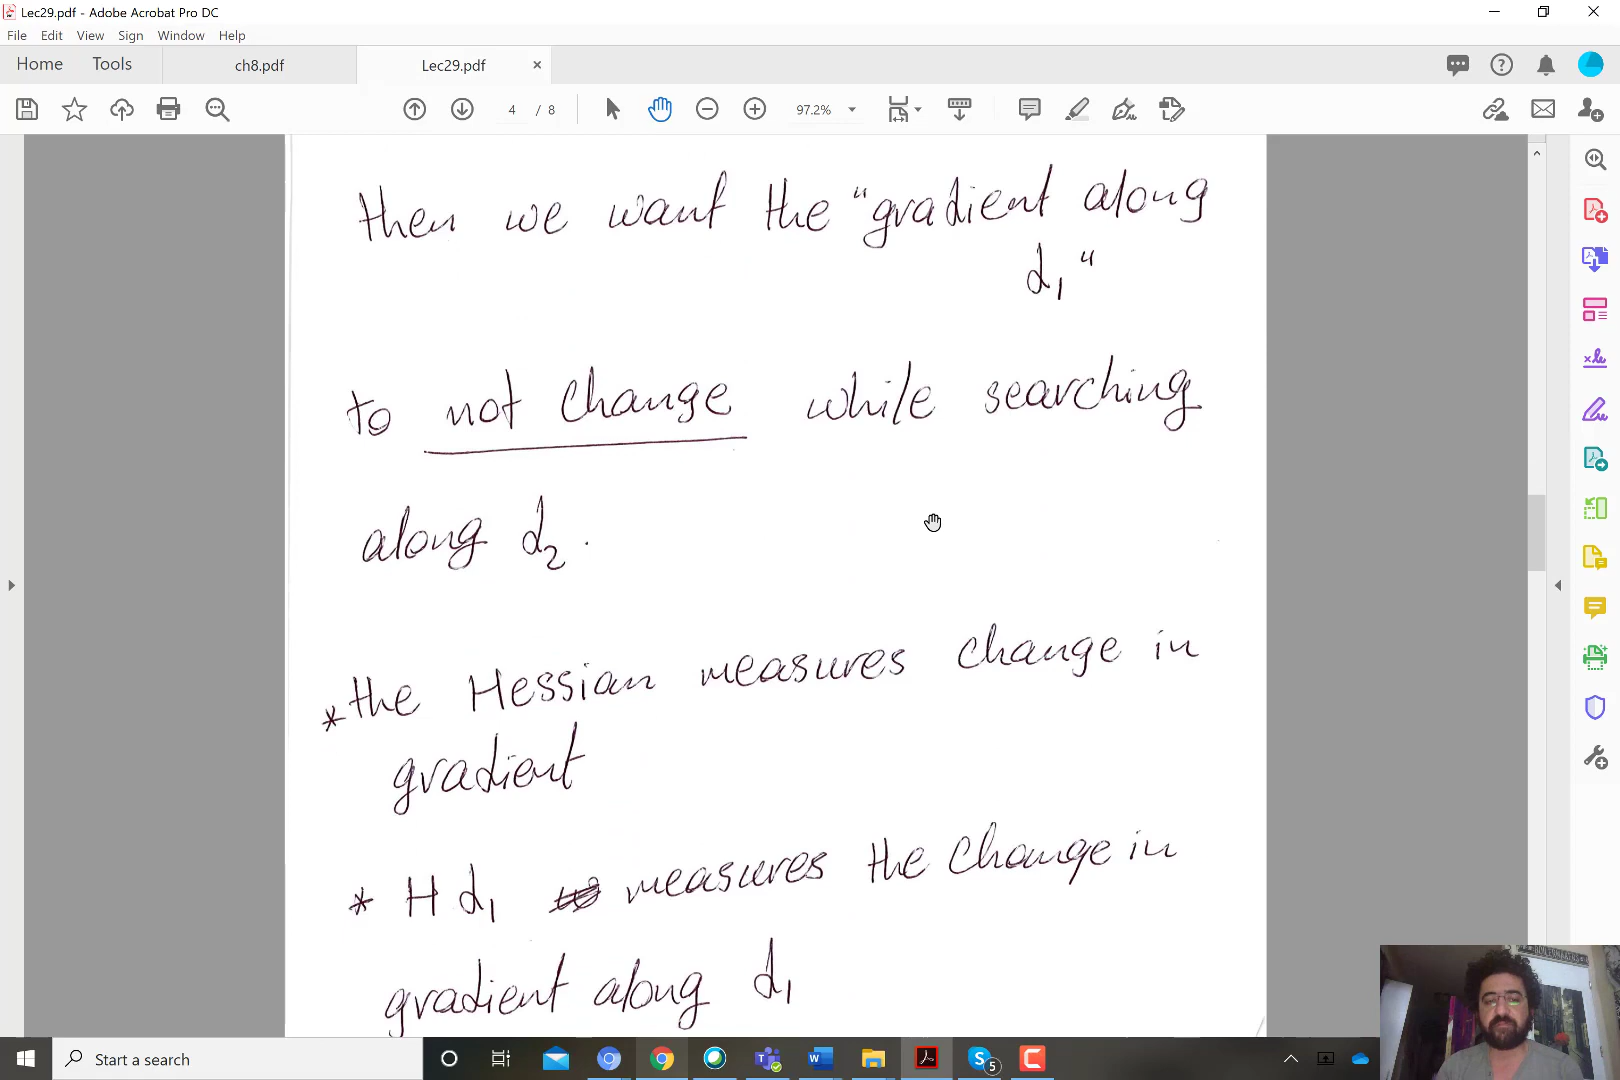 Lec29.pdf - Adobe Acrobat Pro DC
File Edit View Sign Window Help
Home Tools ch8.pdf Lec29.pdf ×
4 / 8 97.2%
then we want the "gradient along
d1"
to not change while searching
along d2.
* the Hessian measures change in
gradient
* H d1 measures the change in
gradient along d1
Start a search
5